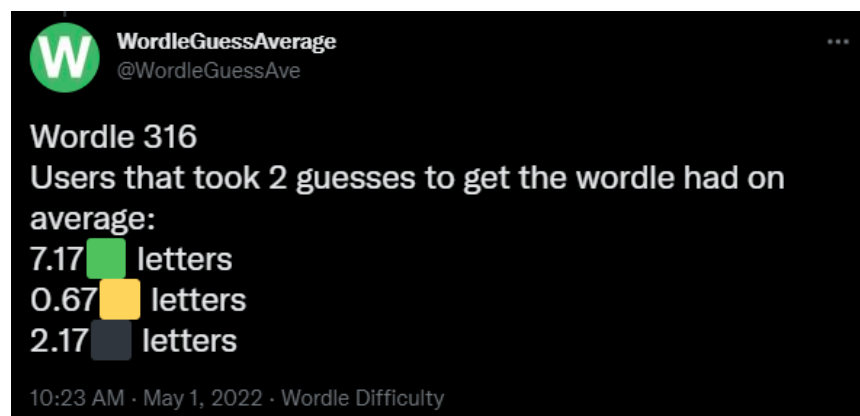 W
WordleGuessAverage
@WordleGuessAve
Wordle 316
Users that took 2 guesses to get the wordle had on
average:
7.17🟩 letters
0.67🟨 letters
2.17⬛ letters
10:23 AM · May 1, 2022 · Wordle Difficulty